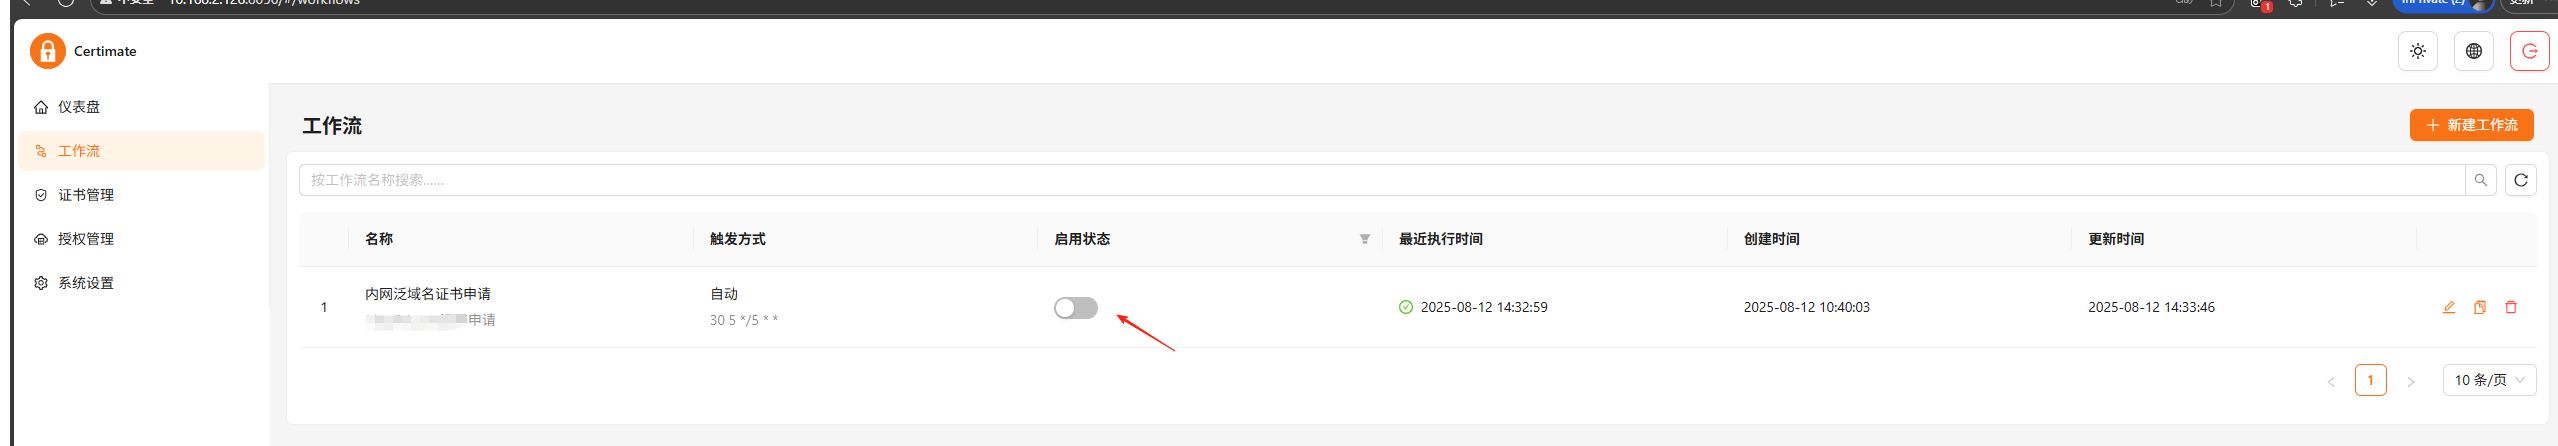 Certimate
仪表盘
工作流
证书管理
授权管理
系统设置
工作流
新建工作流
按工作流名称搜索......
名称
触发方式
启用状态
最近执行时间
创建时间
更新时间
1
内网泛域名证书申请
申请
自动
30 5 */5 * *
2025-08-12 14:32:59
2025-08-12 10:40:03
2025-08-12 14:33:46
1
10 条/页